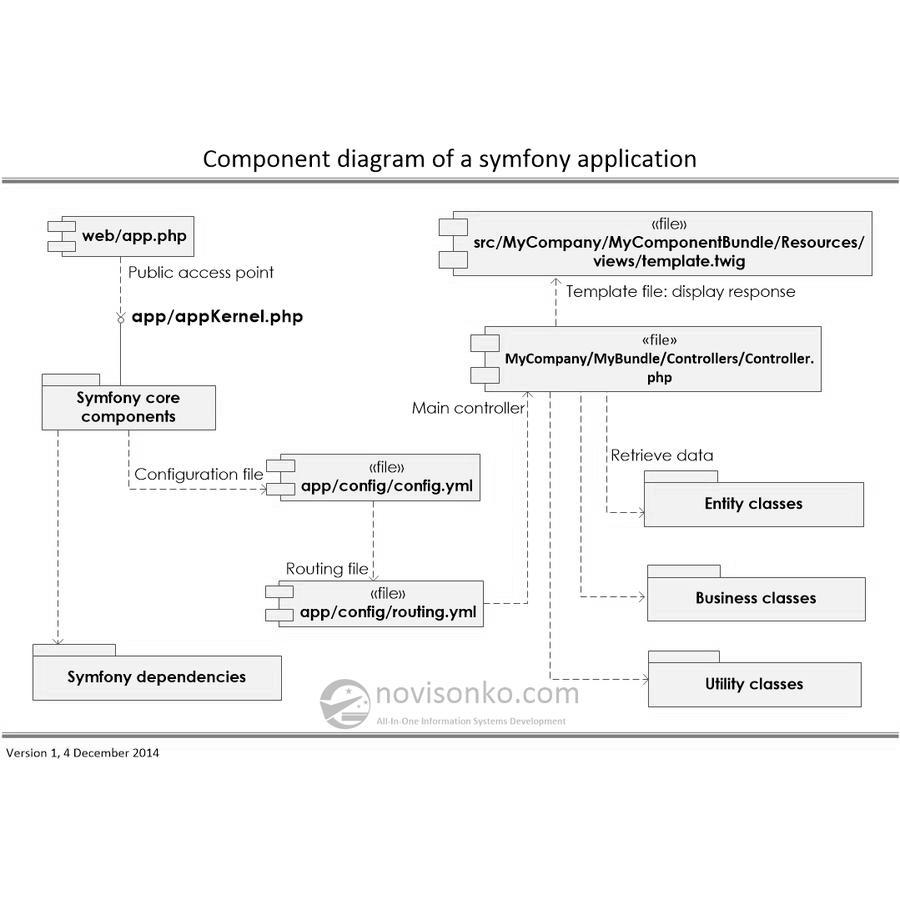 Component diagram of a symfony application
web/app.php
Public access point
app/appKernel.php
Symfony core
components
Configuration file
«file»
app/config/config.yml
Routing file
«file»
app/config/routing.yml
Symfony dependencies
«file»
src/MyCompany/MyComponentBundle/Resources/
views/template.twig
Template file: display response
«file»
MyCompany/MyBundle/Controllers/Controller.
php
Main controller
Retrieve data
Entity classes
Business classes
Utility classes
novisonko.com
All-In-One Information Systems Development
Version 1, 4 December 2014